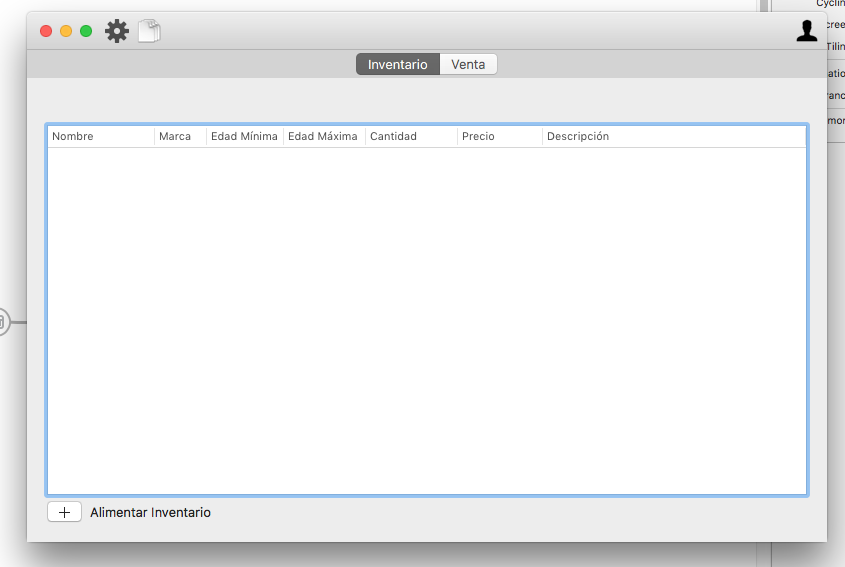 Cyclin
cree
Tilin
Inventario Venta
atio
ranc
Nombre Marca Edad Mínima Edad Máxima Cantidad Precio Descripción
mor
+ Alimentar Inventario